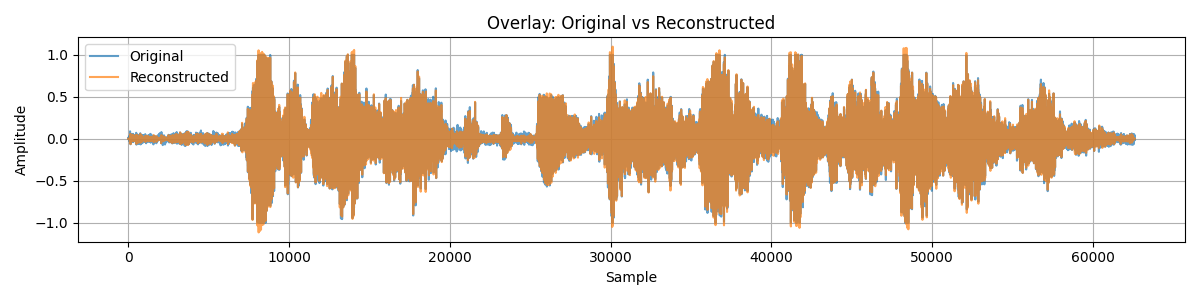 Overlay: Original vs Reconstructed
Original
Reconstructed
Amplitude
1.0
0.5
0.0
−0.5
−1.0
0 10000 20000 30000 40000 50000 60000
Sample